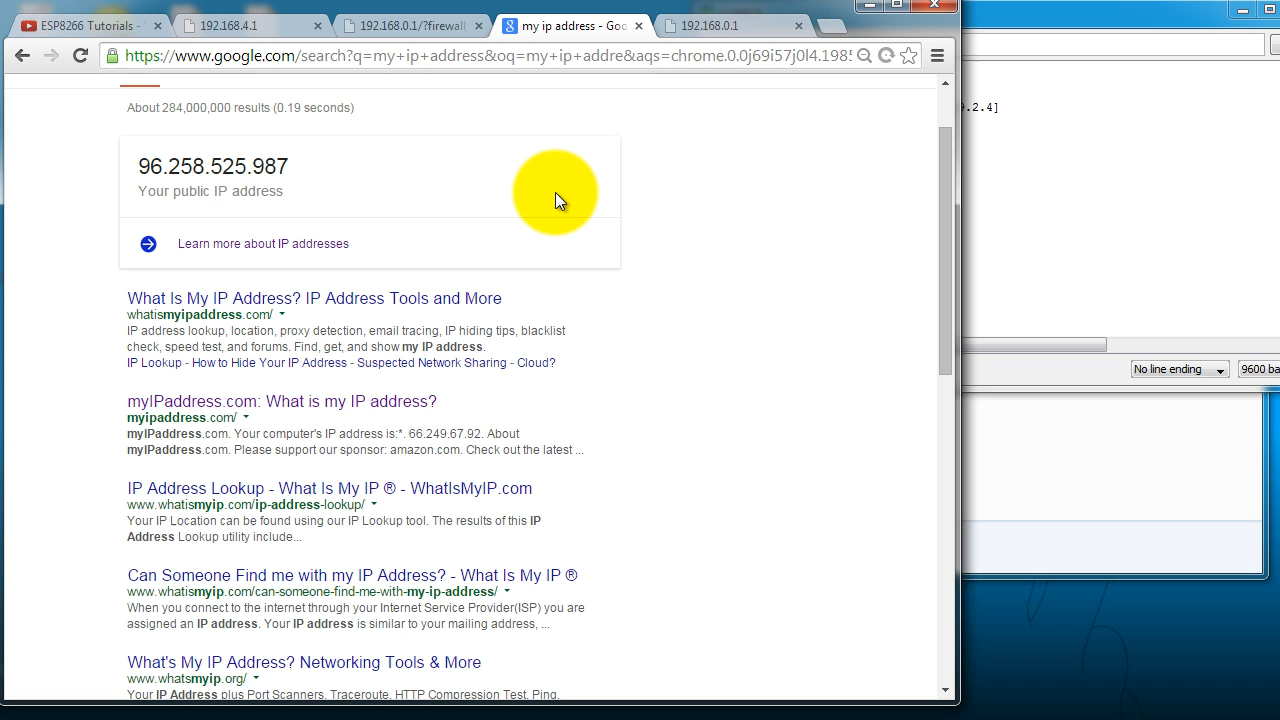 ESP8266 Tutorials -
192.168.4.1
192.168.0.1/?firewall
my ip address - Goo
192.168.0.1
https://www.google.com/search?q=my+ip+address&oq=my+ip+addre&aqs=chrome.0.0j69i57j0l4.1985
About 284,000,000 results (0.19 seconds)
9.2.4]
96.258.525.987
Your public IP address
Learn more about IP addresses
What Is My IP Address? IP Address Tools and More
whatismyipaddress.com/
IP address lookup, location, proxy detection, email tracing, IP hiding tips, blacklist
check, speed test, and forums. Find, get, and show my IP address.
IP Lookup - How to Hide Your IP Address - Suspected Network Sharing - Cloud?
No line ending
9600 ba
myIPaddress.com: What is my IP address?
myipaddress.com/
myIPaddress.com. Your computer's IP address is:*. 66.249.67.92. About
myIPaddress.com. Please support our sponsor: amazon.com. Check out the latest ...
IP Address Lookup - What Is My IP ® - WhatIsMyIP.com
www.whatismyip.com/ip-address-lookup/
Your IP Location can be found using our IP Lookup tool. The results of this IP
Address Lookup utility include...
Can Someone Find me with my IP Address? - What Is My IP ®
www.whatismyip.com/can-someone-find-me-with-my-ip-address/
When you connect to the internet through your Internet Service Provider(ISP) you are
assigned an IP address. Your IP address is similar to your mailing address, ...
What's My IP Address? Networking Tools & More
www.whatsmyip.org/
Your IP Address plus Port Scanners, Traceroute, HTTP Compression Test, Ping,